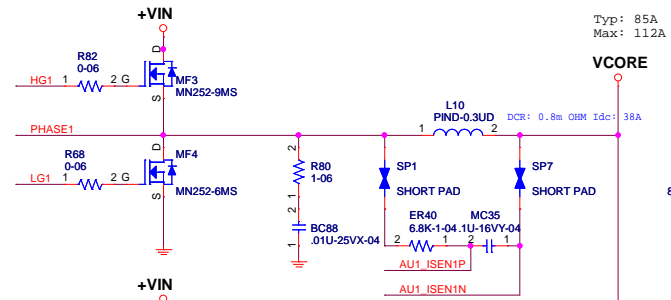 +VIN
Typ: 85A
Max: 112A
VCORE
R82
0-06
D
HG1 1 2 G
MF3
MN252-9MS
S
L10
PIND-0.3UD
DCR: 0.8m OHM Idc: 38A
PHASE1
1 2
D
MF4
R68
0-06
LG1 1 2 G
MN252-6MS
S
2
R80
1-06
1
2
BC88
.01U-25VX-04
1
SP1
SHORT PAD
SP7
SHORT PAD
8
ER40
6.8K-1-04
MC35
.1U-16VY-04
2 1 2 1
AU1_ISEN1P
AU1_ISEN1N
+VIN